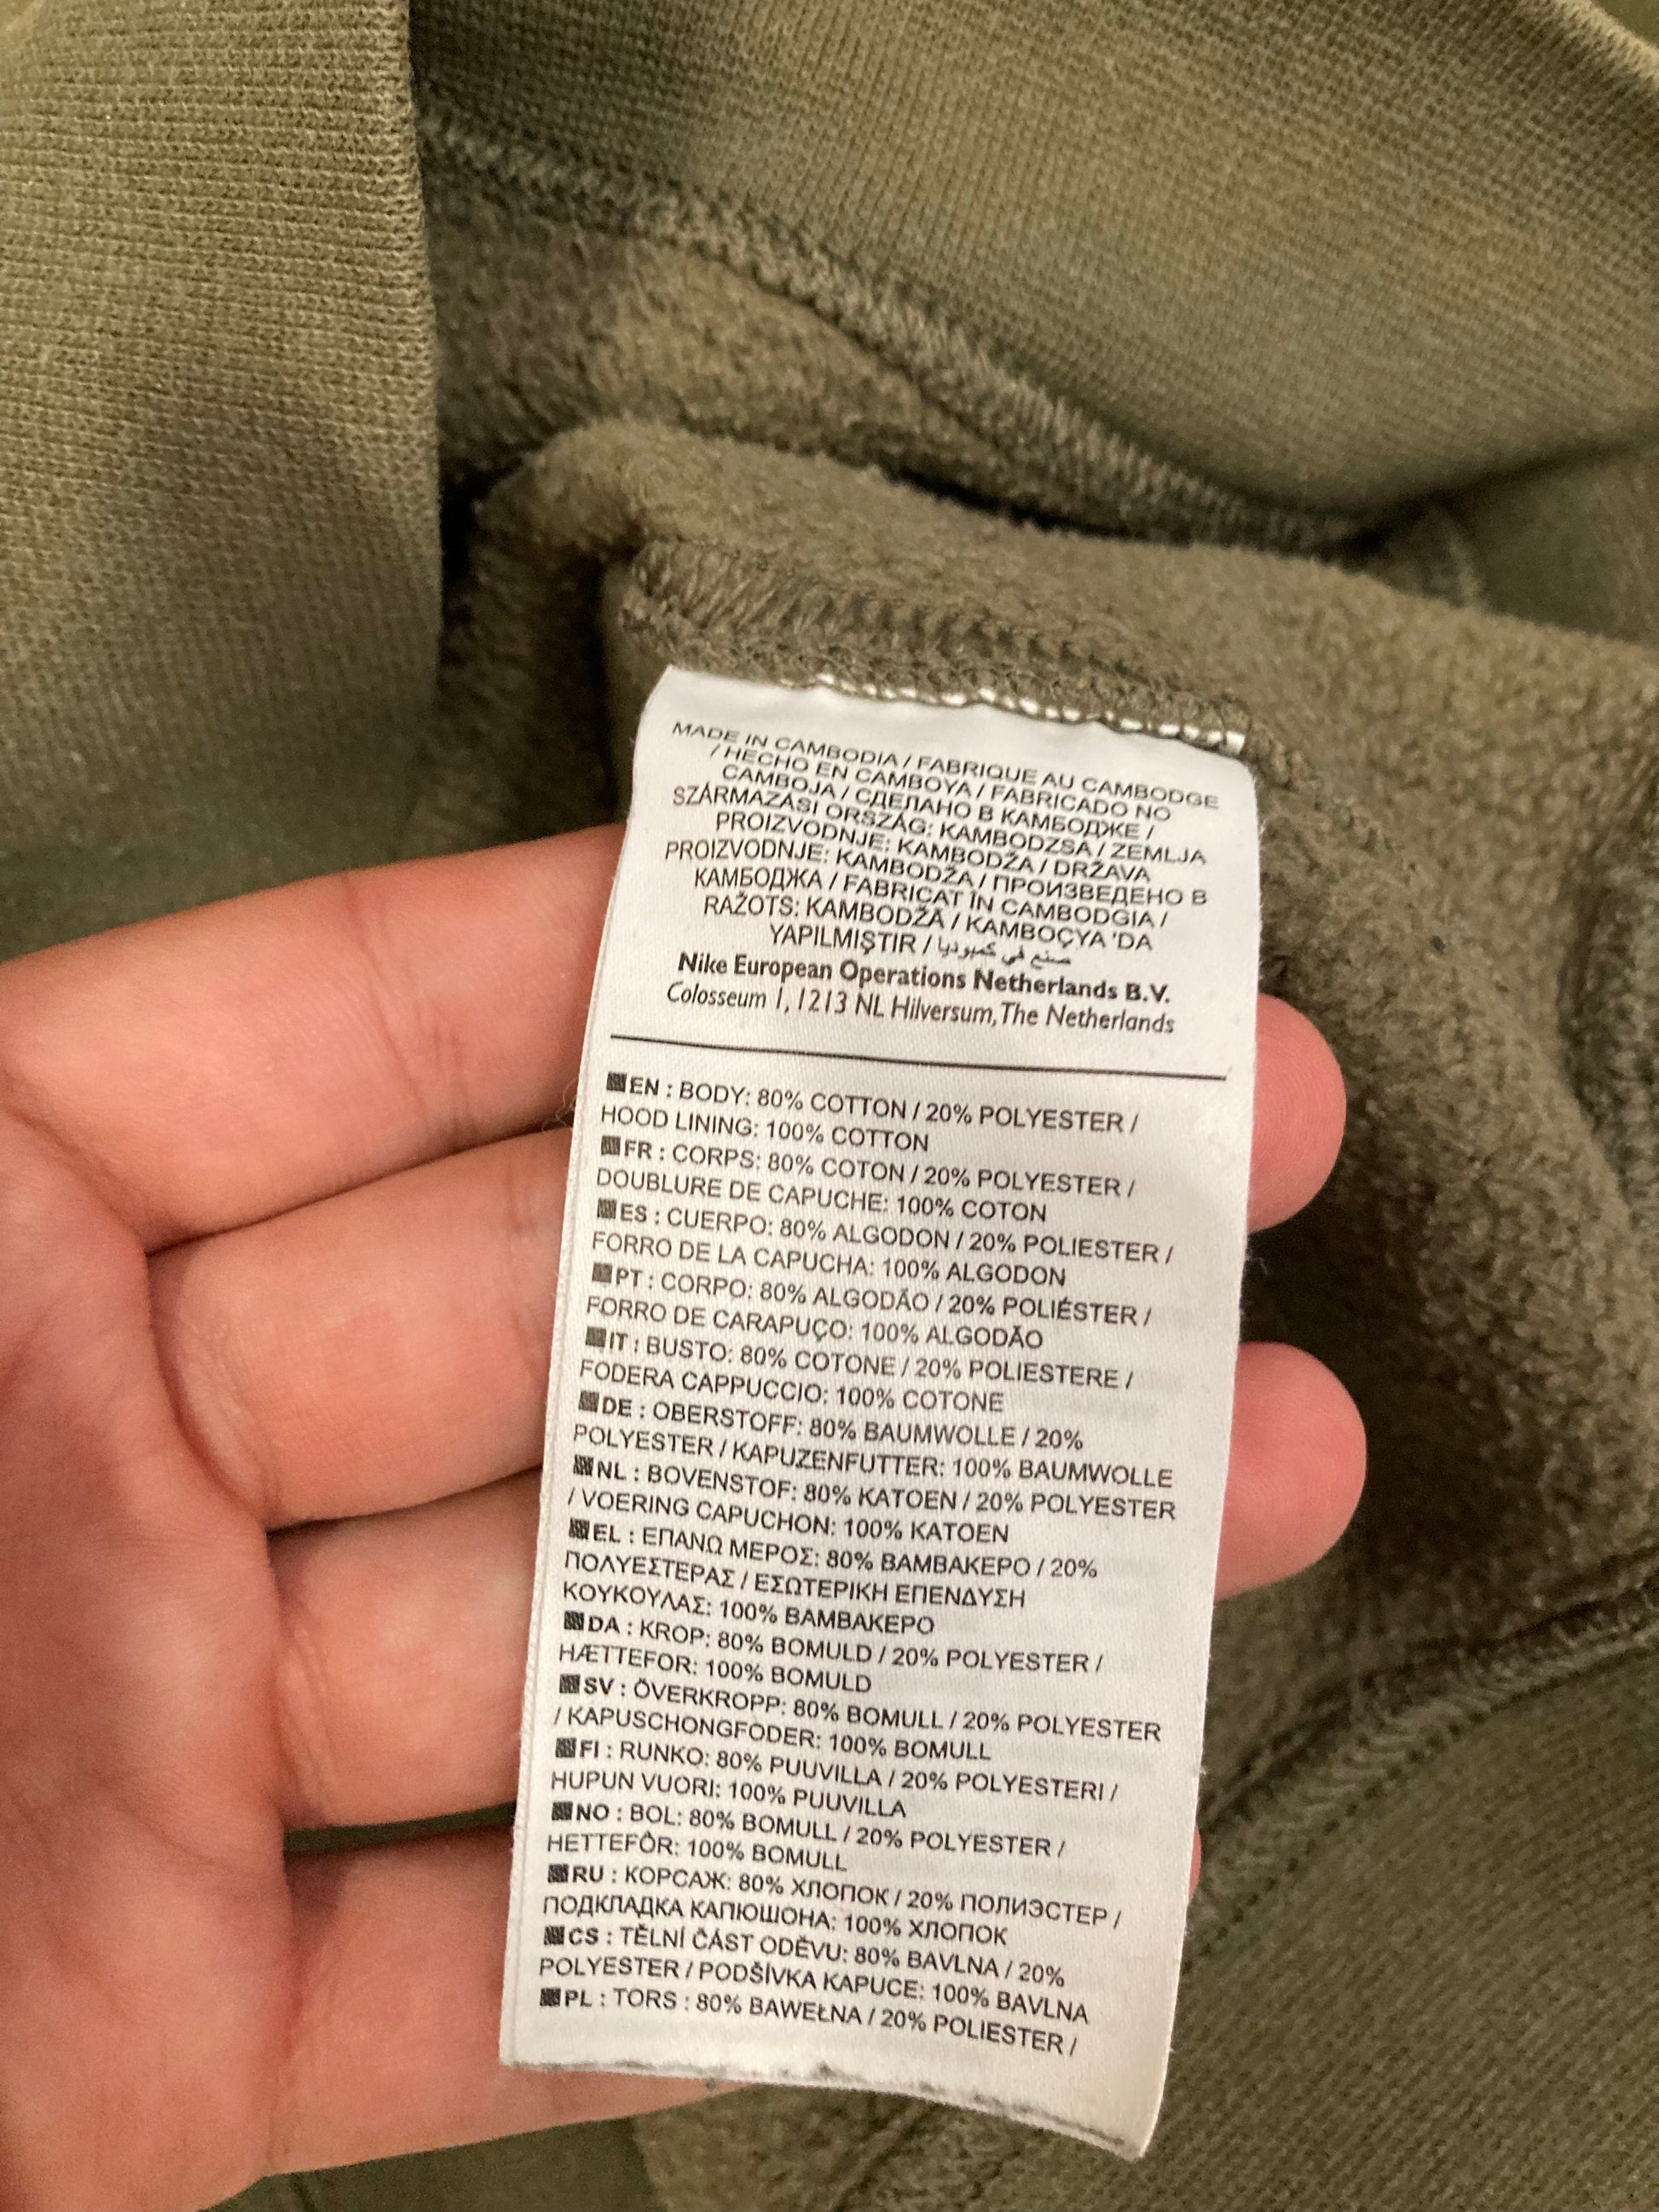 MADE IN CAMBODIA / FABRIQUE AU CAMBODGE
/ HECHO EN CAMBOYA / FABRICADO NO
CAMBOJA / СДЕЛАНО В КАМБОДЖЕ /
SZÁRMAZÁSI ORSZÁG: KAMBODZSA / ZEMLJA
PROIZVODNJE: KAMBODŽA / DRŽAVA
PROIZVODNJE: KAMBODŽA / ПРОИЗВЕДЕНО В
КАМБОДЖА / FABRICAT ÎN CAMBODGIA /
RAŽOTS: KAMBODŽĀ / KAMBOÇYA 'DA
YAPILMIŞTIR / صنع في كمبوديا
Nike European Operations Netherlands B.V.
Colosseum 1, 1213 NL Hilversum, The Netherlands
EN : BODY: 80% COTTON / 20% POLYESTER /
HOOD LINING: 100% COTTON
FR : CORPS: 80% COTON / 20% POLYESTER /
DOUBLURE DE CAPUCHE: 100% COTON
ES : CUERPO: 80% ALGODON / 20% POLIESTER /
FORRO DE LA CAPUCHA: 100% ALGODON
PT : CORPO: 80% ALGODÃO / 20% POLIÉSTER /
FORRO DE CARAPUÇO: 100% ALGODÃO
IT : BUSTO: 80% COTONE / 20% POLIESTERE /
FODERA CAPPUCCIO: 100% COTONE
DE : OBERSTOFF: 80% BAUMWOLLE / 20%
POLYESTER / KAPUZENFUTTER: 100% BAUMWOLLE
NL : BOVENSTOF: 80% KATOEN / 20% POLYESTER
/ VOERING CAPUCHON: 100% KATOEN
EL : ΕΠΑΝΩ ΜΕΡΟΣ: 80% ΒΑΜΒΑΚΕΡΟ / 20%
ΠΟΛΥΕΣΤΕΡΑΣ / ΕΣΩΤΕΡΙΚΗ ΕΠΕΝΔΥΣΗ
ΚΟΥΚΟΥΛΑΣ: 100% ΒΑΜΒΑΚΕΡΟ
DA : KROP: 80% BOMULD / 20% POLYESTER /
HÆTTEFOR: 100% BOMULD
SV : ÖVERKROPP: 80% BOMULL / 20% POLYESTER
/ KAPUSCHONGFODER: 100% BOMULL
FI : RUNKO: 80% PUUVILLA / 20% POLYESTERI /
HUPUN VUORI: 100% PUUVILLA
NO : BOL: 80% BOMULL / 20% POLYESTER /
HETTEFÔR: 100% BOMULL
RU : КОРСАЖ: 80% ХЛОПОК / 20% ПОЛИЭСТЕР /
ПОДКЛАДКА КАПЮШОНА: 100% ХЛОПОК
CS : TĚLNÍ ČÁST ODĚVU: 80% BAVLNA / 20%
POLYESTER / PODŠÍVKA KAPUCE: 100% BAVLNA
PL : TORS : 80% BAWEŁNA / 20% POLIESTER /